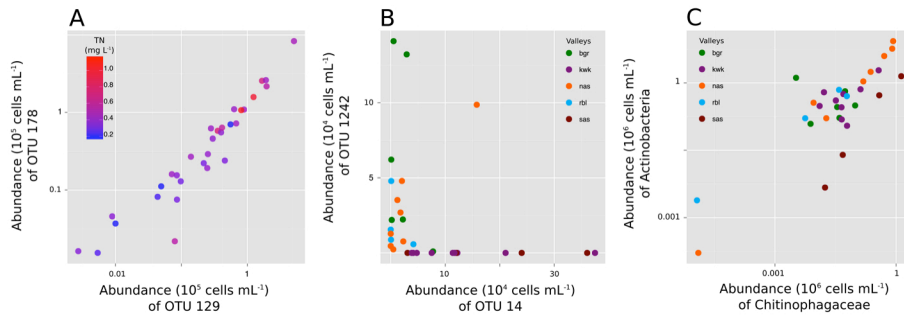 A
TN
(mg L⁻¹)
1.0
0.8
0.6
0.4
0.2
1
0.1
0.01
1
Abundance (10⁵ cells mL⁻¹)
of OTU 178
Abundance (10⁵ cells mL⁻¹)
of OTU 129
B
Valleys
bgr
kwk
nas
rbl
sas
10
5
10
30
Abundance (10⁴ cells mL⁻¹)
of OTU 1242
Abundance (10⁴ cells mL⁻¹)
of OTU 14
C
Valleys
bgr
kwk
nas
rbl
sas
1
0.001
0.001
1
Abundance (10⁶ cells mL⁻¹)
of Actinobacteria
Abundance (10⁶ cells mL⁻¹)
of Chitinophagaceae